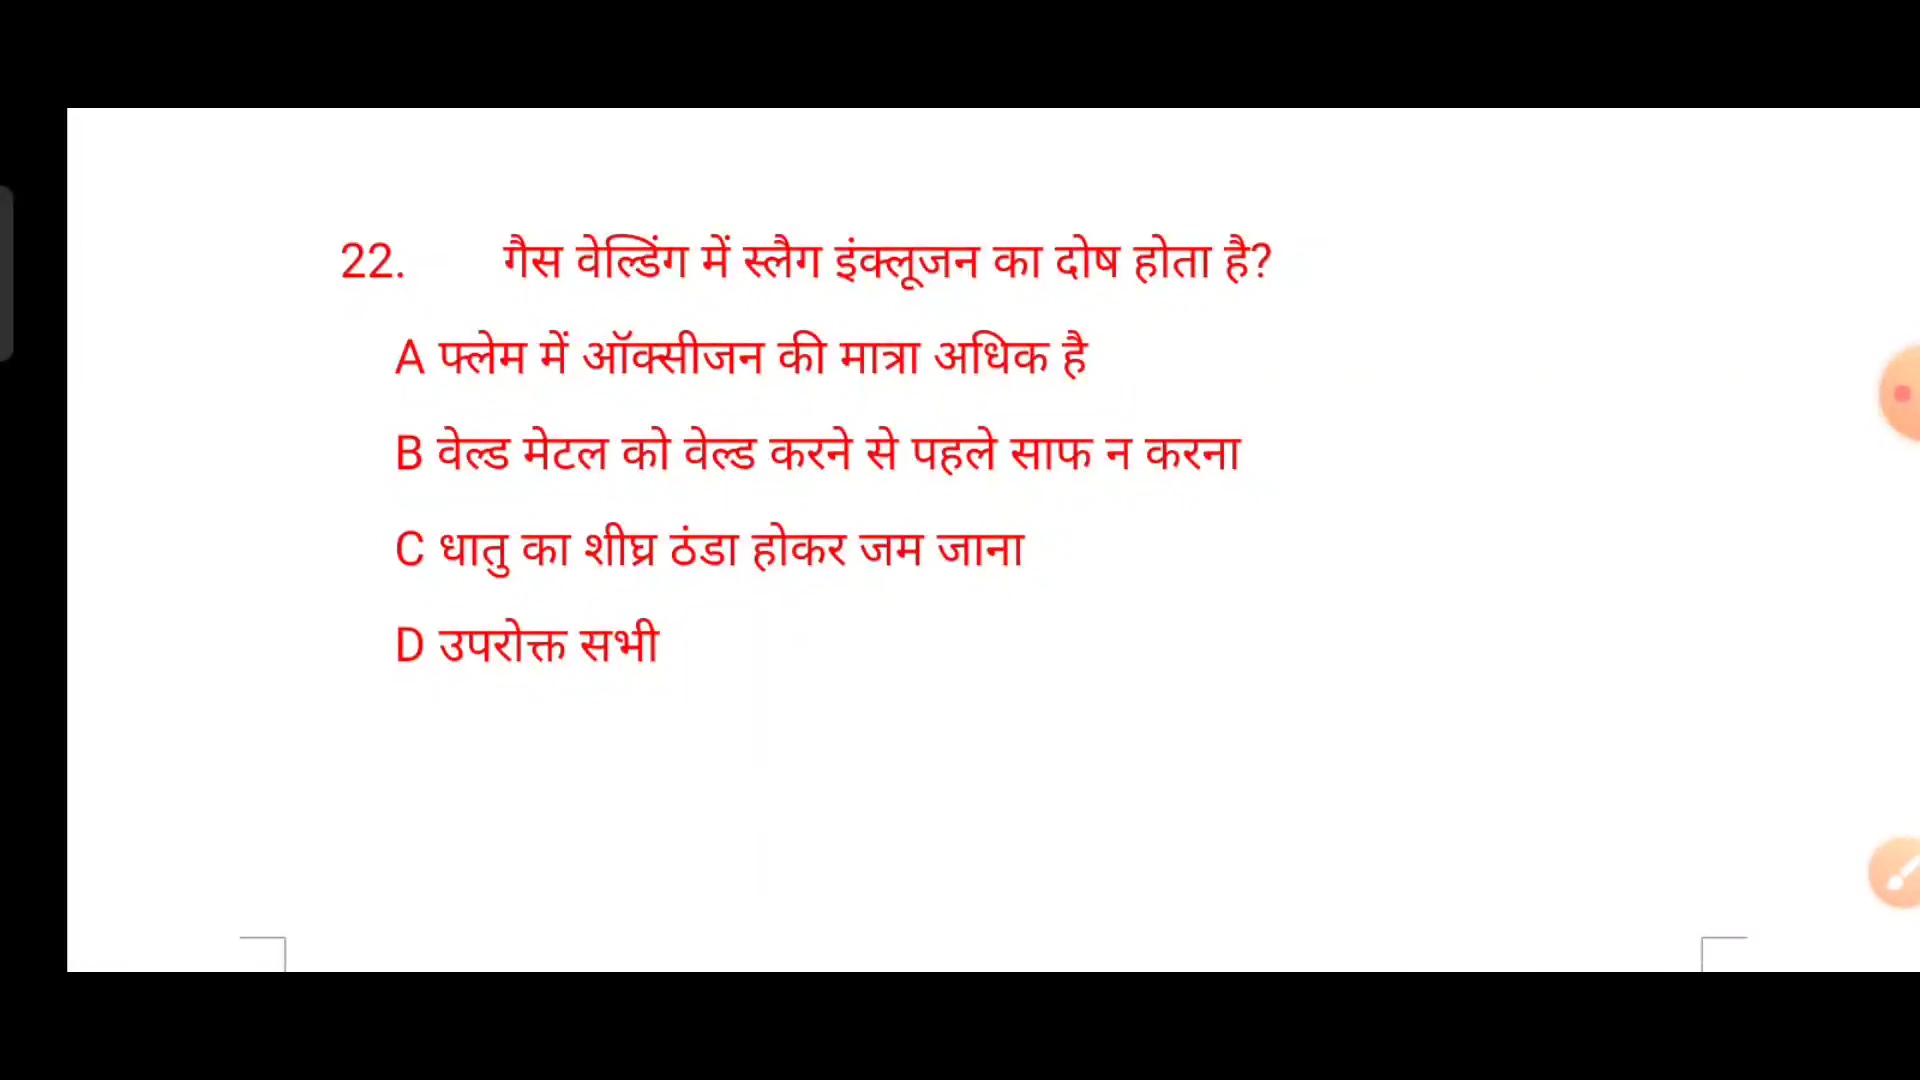 22. गैस वेल्डिंग में स्लैग इंक्लूजन का दोष होता है?
A फ्लेम में ऑक्सीजन की मात्रा अधिक है
B वेल्ड मेटल को वेल्ड करने से पहले साफ न करना
C धातु का शीघ्र ठंडा होकर जम जाना
D उपरोक्त सभी